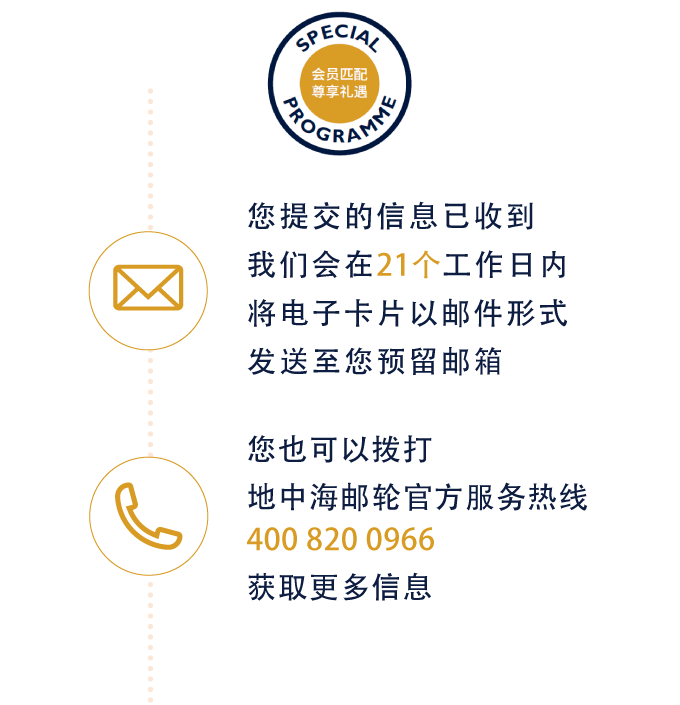 SPECIAL
会员匹配
尊享礼遇
PROGRAMME
您提交的信息已收到
我们会在21个工作日内
将电子卡片以邮件形式
发送至您预留邮箱
您也可以拨打
地中海邮轮官方服务热线
400 820 0966
获取更多信息